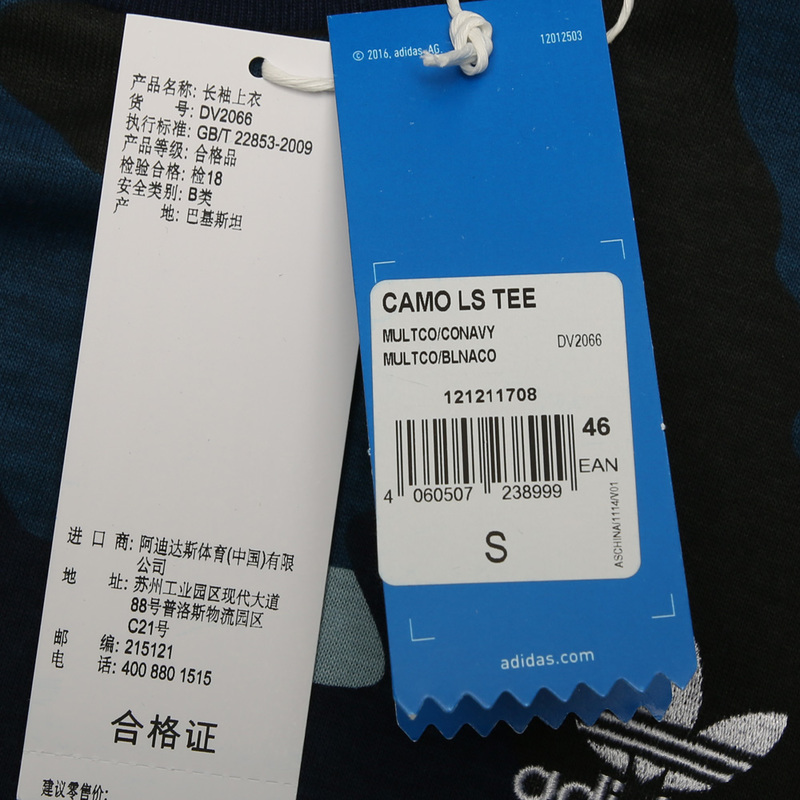 产品名称: 长袖上衣
货 号: DV2066
执行标准: GB/T 22853-2009
产品等级: 合格品
检验合格: 检18
安全类别: B类
产 地: 巴基斯坦
进 口 商: 阿迪达斯体育(中国)有限
公司
地 址: 苏州工业园区现代大道
88号普洛斯物流园区
C21号
邮 编: 215121
电 话: 400 880 1515
合格证
建议零售价:
© 2016, adidas AG
12012503
CAMO LS TEE
MULTCO/CONAVY
MULTCO/BLNACO
DV2066
121211708
46
EAN
4 060507 238999
S
ASCHINA/1114/V01
adidas.com
adidas